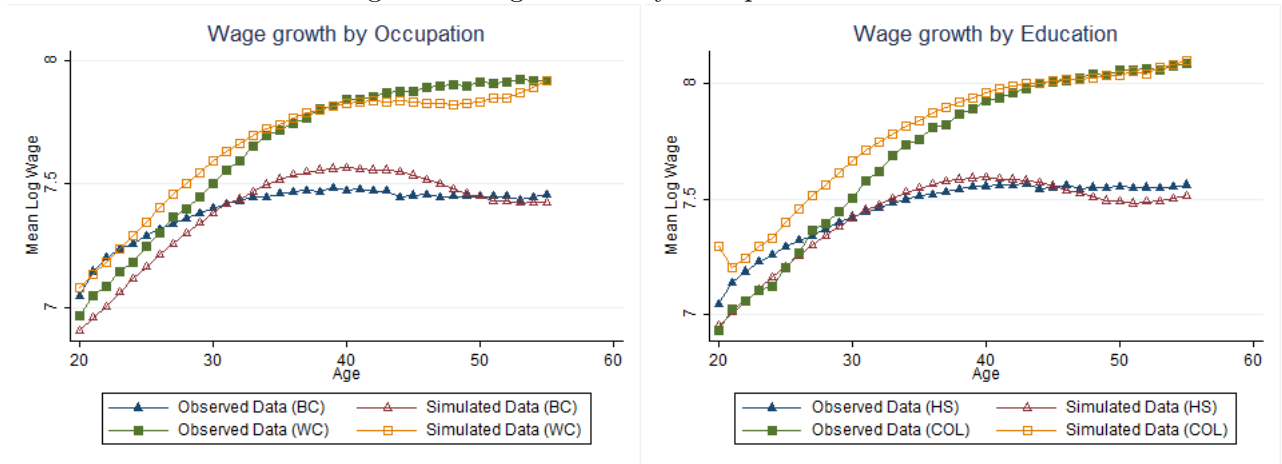 Wage growth by Occupation
8
7.5
7
Mean Log Wage
20 30 40 50 60
Age
Observed Data (BC) Simulated Data (BC)
Observed Data (WC) Simulated Data (WC)
Wage growth by Education
8
7.5
7
Mean Log Wage
20 30 40 50 60
Age
Observed Data (HS) Simulated Data (HS)
Observed Data (COL) Simulated Data (COL)